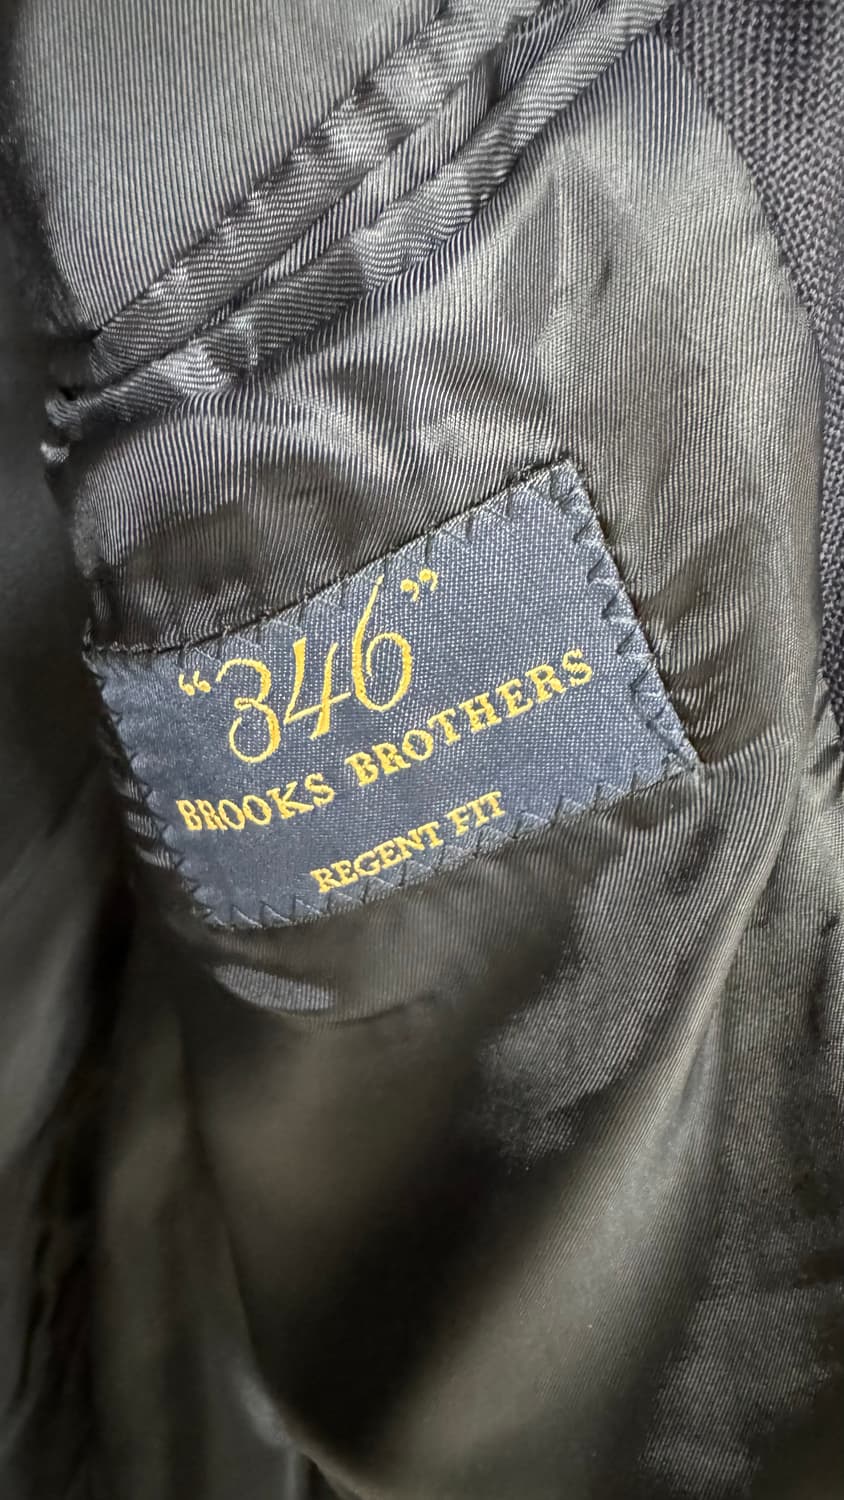 “346”
BROOKS BROTHERS
REGENT FIT